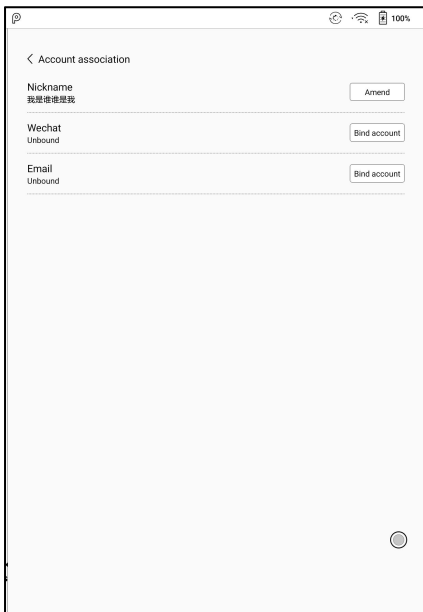 100%
Account association
Nickname
我是谁谁是我
Amend
Wechat
Unbound
Bind account
Email
Unbound
Bind account